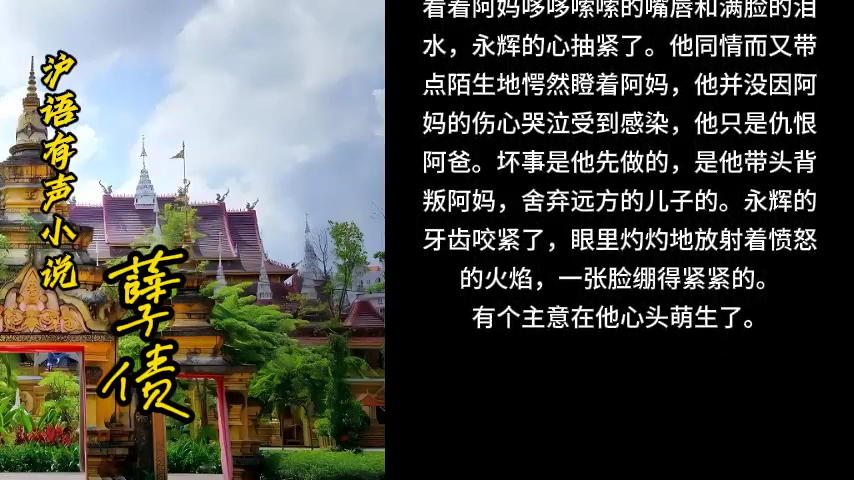 沪语有声小说
孽债
看着阿妈哆哆嗦嗦的嘴唇和满脸的泪
水，永辉的心抽紧了。他同情而又带
点陌生地愕然瞪着阿妈，他并没因阿
妈的伤心哭泣受到感染，他只是仇恨
阿爸。坏事是他先做的，是他带头背
叛阿妈，舍弃远方的儿子的。永辉的
牙齿咬紧了，眼里灼灼地放射着愤怒
的火焰，一张脸绷得紧紧的。
有个主意在他心头萌生了。